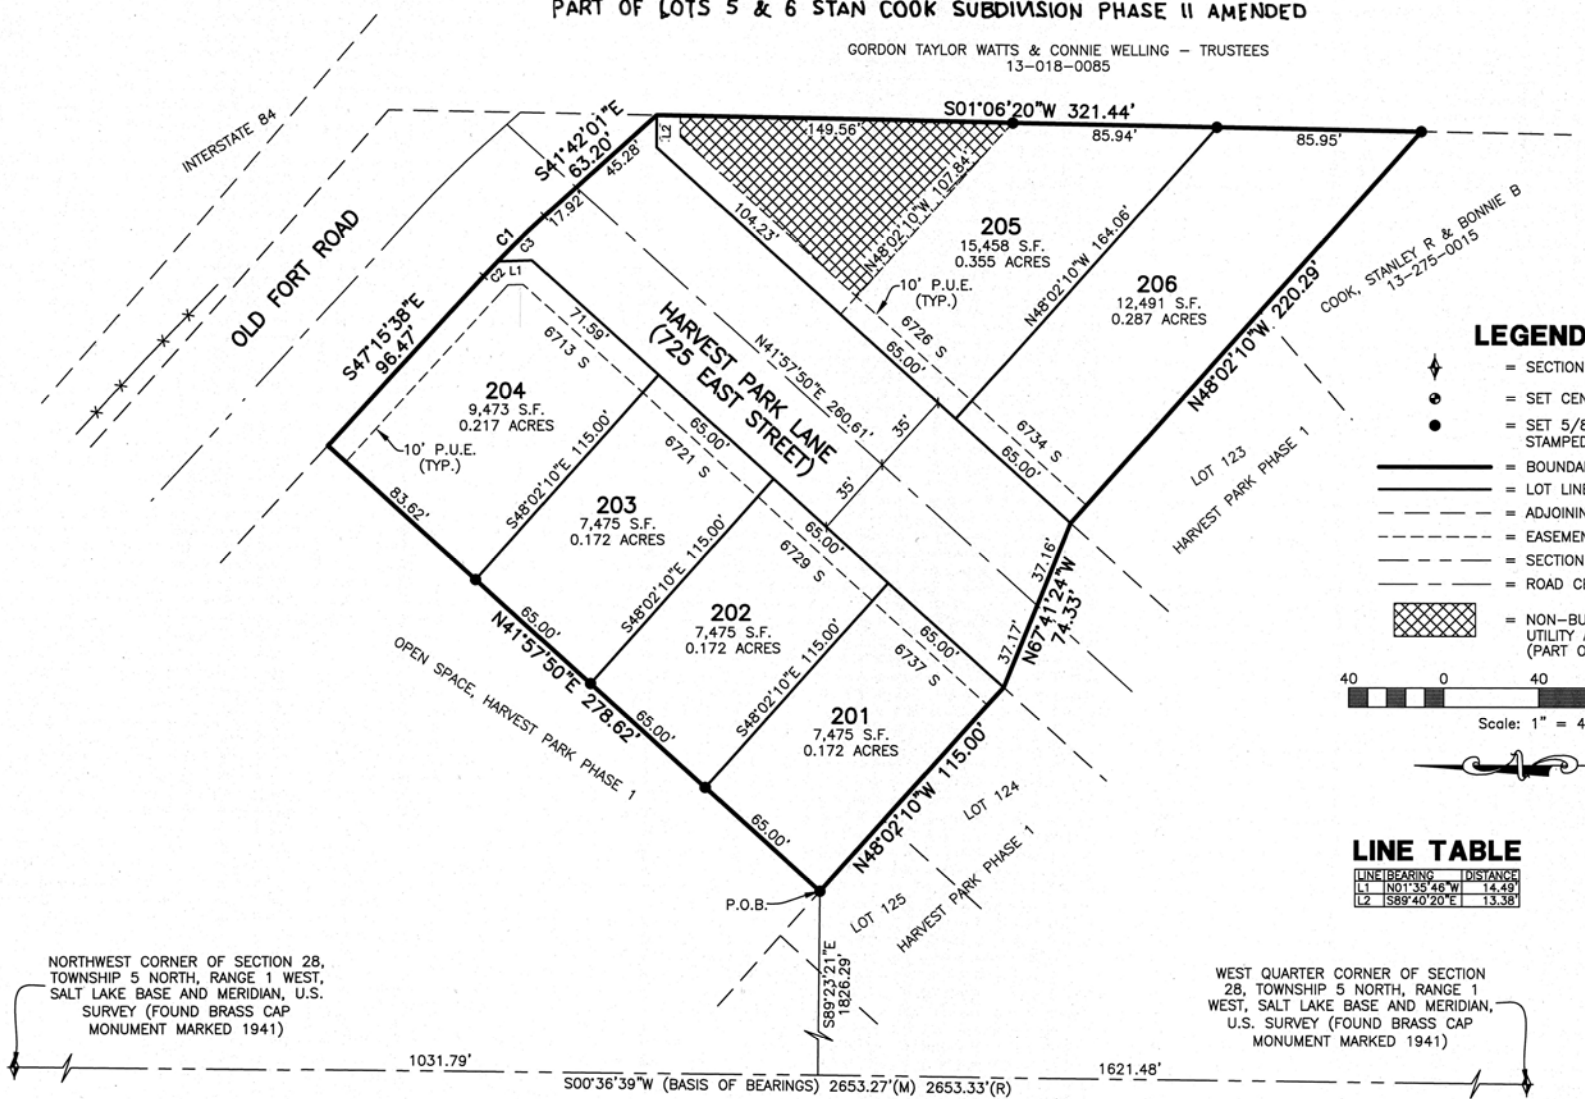 PART OF LOTS 5 & 6 STAN COOK SUBDIVISION PHASE II AMENDED
GORDON TAYLOR WATTS & CONNIE WELLING – TRUSTEES
13-018-0085
INTERSTATE 84
OLD FORT ROAD
S41°42'01"E
63.20'
45.28'
17.92'
C1
C3
C2
L1
L2
S01°06'20"W 321.44'
149.56'
85.94'
85.95'
104.23'
N48°02'10"W 107.84'
205
15,458 S.F.
0.355 ACRES
10' P.U.E.
(TYP.)
N48°02'10"W 164.06'
206
12,491 S.F.
0.287 ACRES
N48°02'10"W 220.29'
COOK, STANLEY R & BONNIE B
13-275-0015
S47°15'38"E
96.47'
71.59'
6713 S
204
9,473 S.F.
0.217 ACRES
10' P.U.E.
(TYP.)
83.62'
S48°02'10"E 115.00'
HARVEST PARK LANE
(725 EAST STREET)
N41°57'50"E 260.61'
6726 S
65.00'
6734 S
65.00'
35'
35'
65.00'
6721 S
203
7,475 S.F.
0.172 ACRES
S48°02'10"E 115.00'
65.00'
6729 S
202
7,475 S.F.
0.172 ACRES
S48°02'10"E 115.00'
65.00'
6737 S
201
7,475 S.F.
0.172 ACRES
37.16'
37.17'
N67°41'24"W
74.33'
LOT 123
HARVEST PARK PHASE 1
65.00'
N41°57'50"E 278.62'
65.00'
65.00'
OPEN SPACE, HARVEST PARK PHASE 1
N48°02'10"W 115.00'
LOT 124
LOT 125
HARVEST PARK PHASE 1
P.O.B.
S89°23'21"E
1826.29'
LEGEND
= SECTION
= SET CEN
= SET 5/8
STAMPED
= BOUNDA
= LOT LINE
= ADJOININ
= EASEMEN
= SECTION
= ROAD CE
= NON-BU
UTILITY A
(PART O
40 0 40
Scale: 1" = 4
LINE TABLE
LINE BEARING DISTANCE
L1 N01°35'46"W 14.49'
L2 S89°40'20"E 13.38'
NORTHWEST CORNER OF SECTION 28,
TOWNSHIP 5 NORTH, RANGE 1 WEST,
SALT LAKE BASE AND MERIDIAN, U.S.
SURVEY (FOUND BRASS CAP
MONUMENT MARKED 1941)
WEST QUARTER CORNER OF SECTION
28, TOWNSHIP 5 NORTH, RANGE 1
WEST, SALT LAKE BASE AND MERIDIAN,
U.S. SURVEY (FOUND BRASS CAP
MONUMENT MARKED 1941)
1031.79'
1621.48'
S00°36'39"W (BASIS OF BEARINGS) 2653.27'(M) 2653.33'(R)